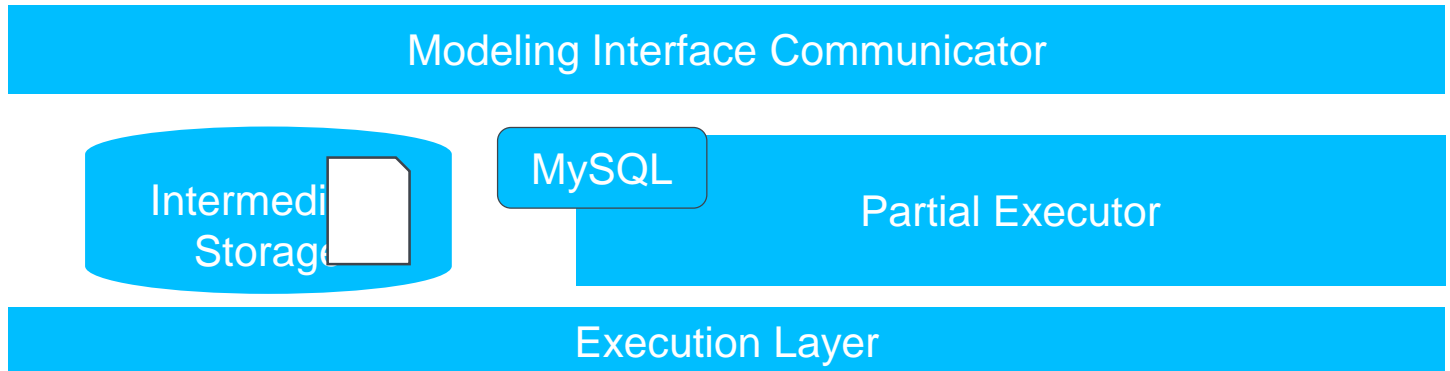 Modeling Interface Communicator
MySQL
Intermedi
Storage
Partial Executor
Execution Layer